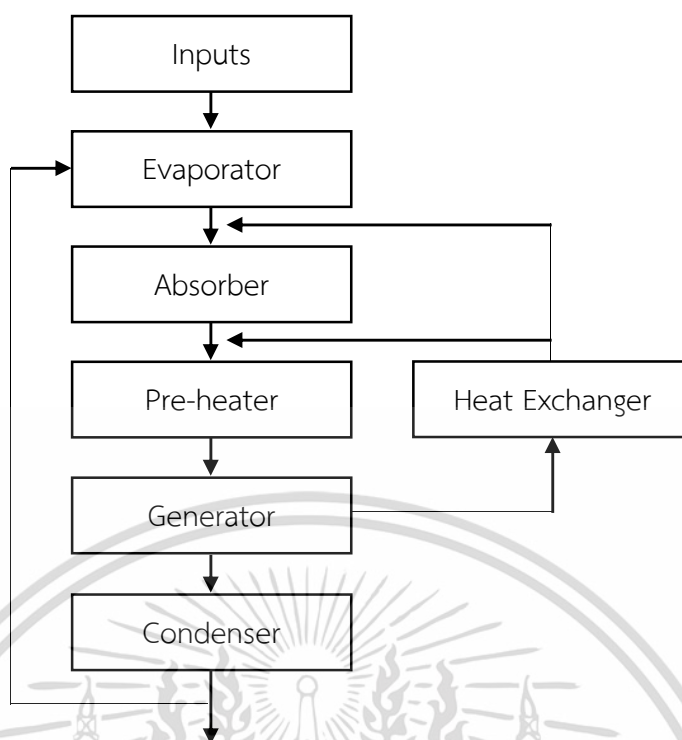 Inputs
Evaporator
Absorber
Pre-heater
Heat Exchanger
Generator
Condenser